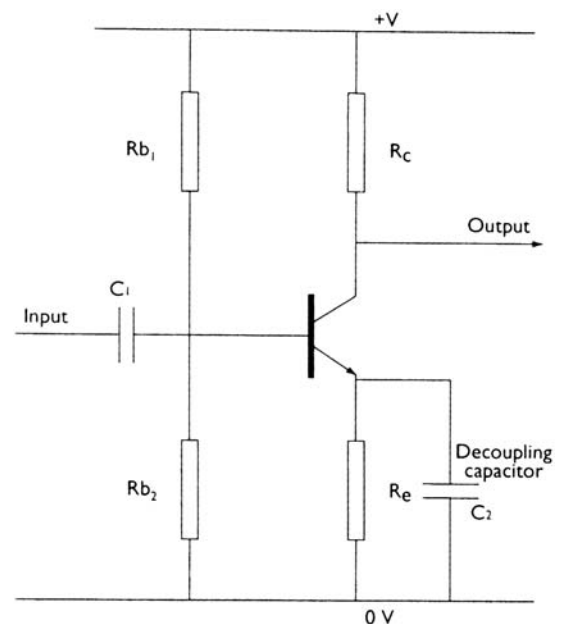 +V
Rb₁
Rc
Output
C₁
Input
Decoupling
capacitor
Rb₂
Re
C₂
0 V